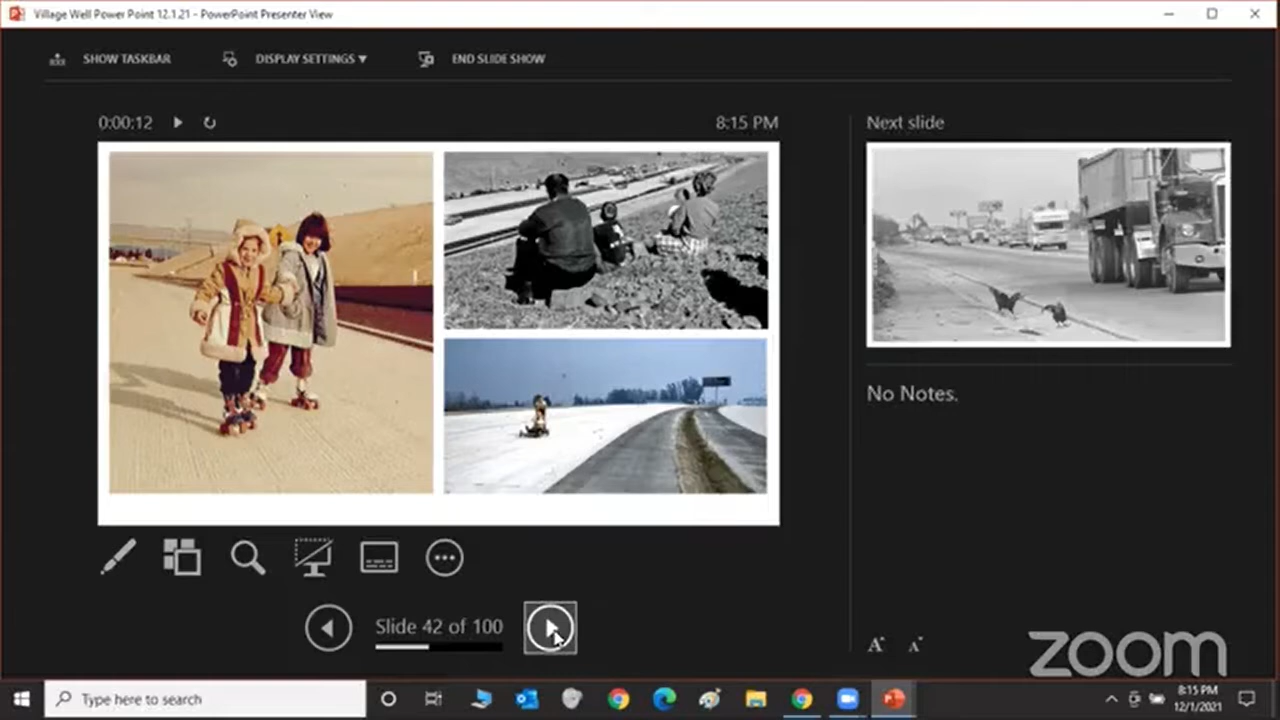 Village Well Power Point 12.1.21 - PowerPoint Presenter View
SHOW TASKBAR
DISPLAY SETTINGS ▼
END SLIDE SHOW
0:00:12
8:15 PM
Next slide
No Notes.
Slide 42 of 100
A A
zoom
Type here to search
8:15 PM
12/1/2021